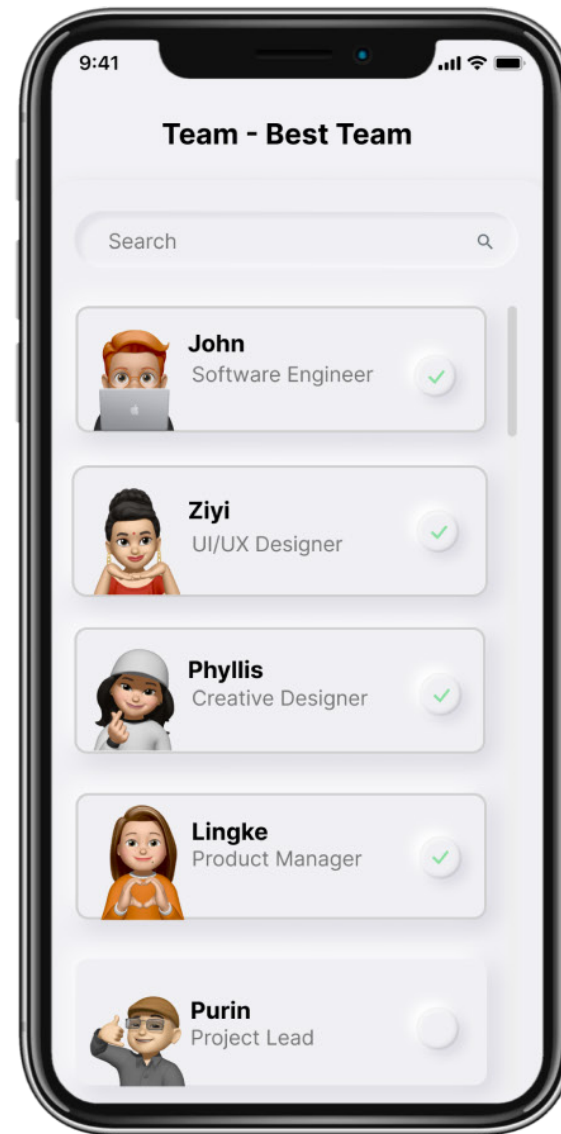 9:41
Team - Best Team
Search
John
Software Engineer
Ziyi
UI/UX Designer
Phyllis
Creative Designer
Lingke
Product Manager
Purin
Project Lead